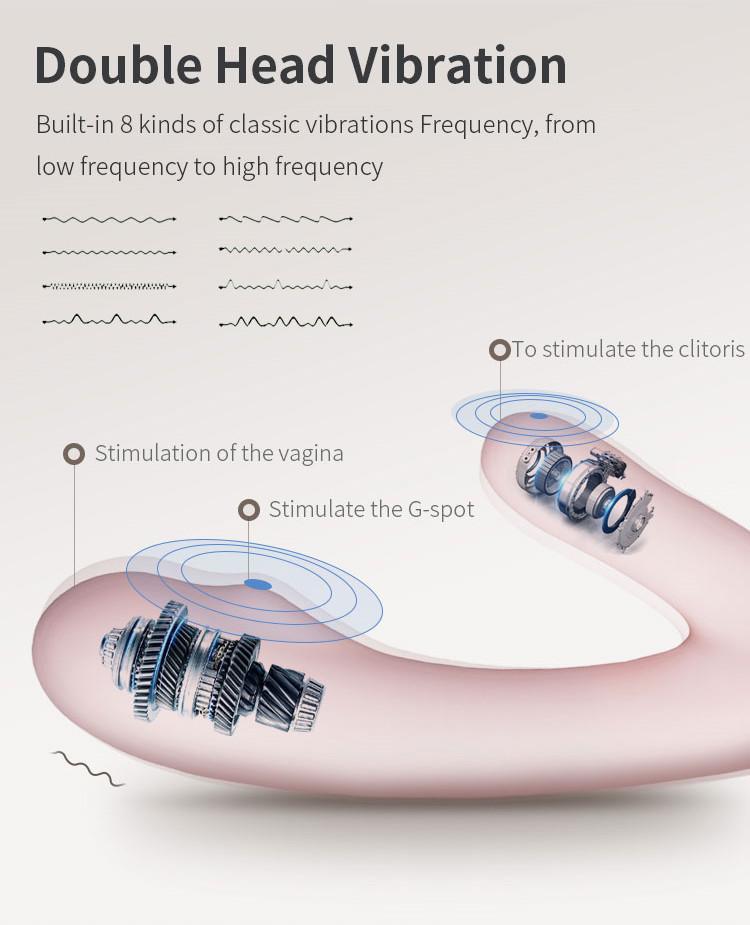 Double Head Vibration
Built-in 8 kinds of classic vibrations Frequency, from
low frequency to high frequency
To stimulate the clitoris
Stimulation of the vagina
Stimulate the G-spot